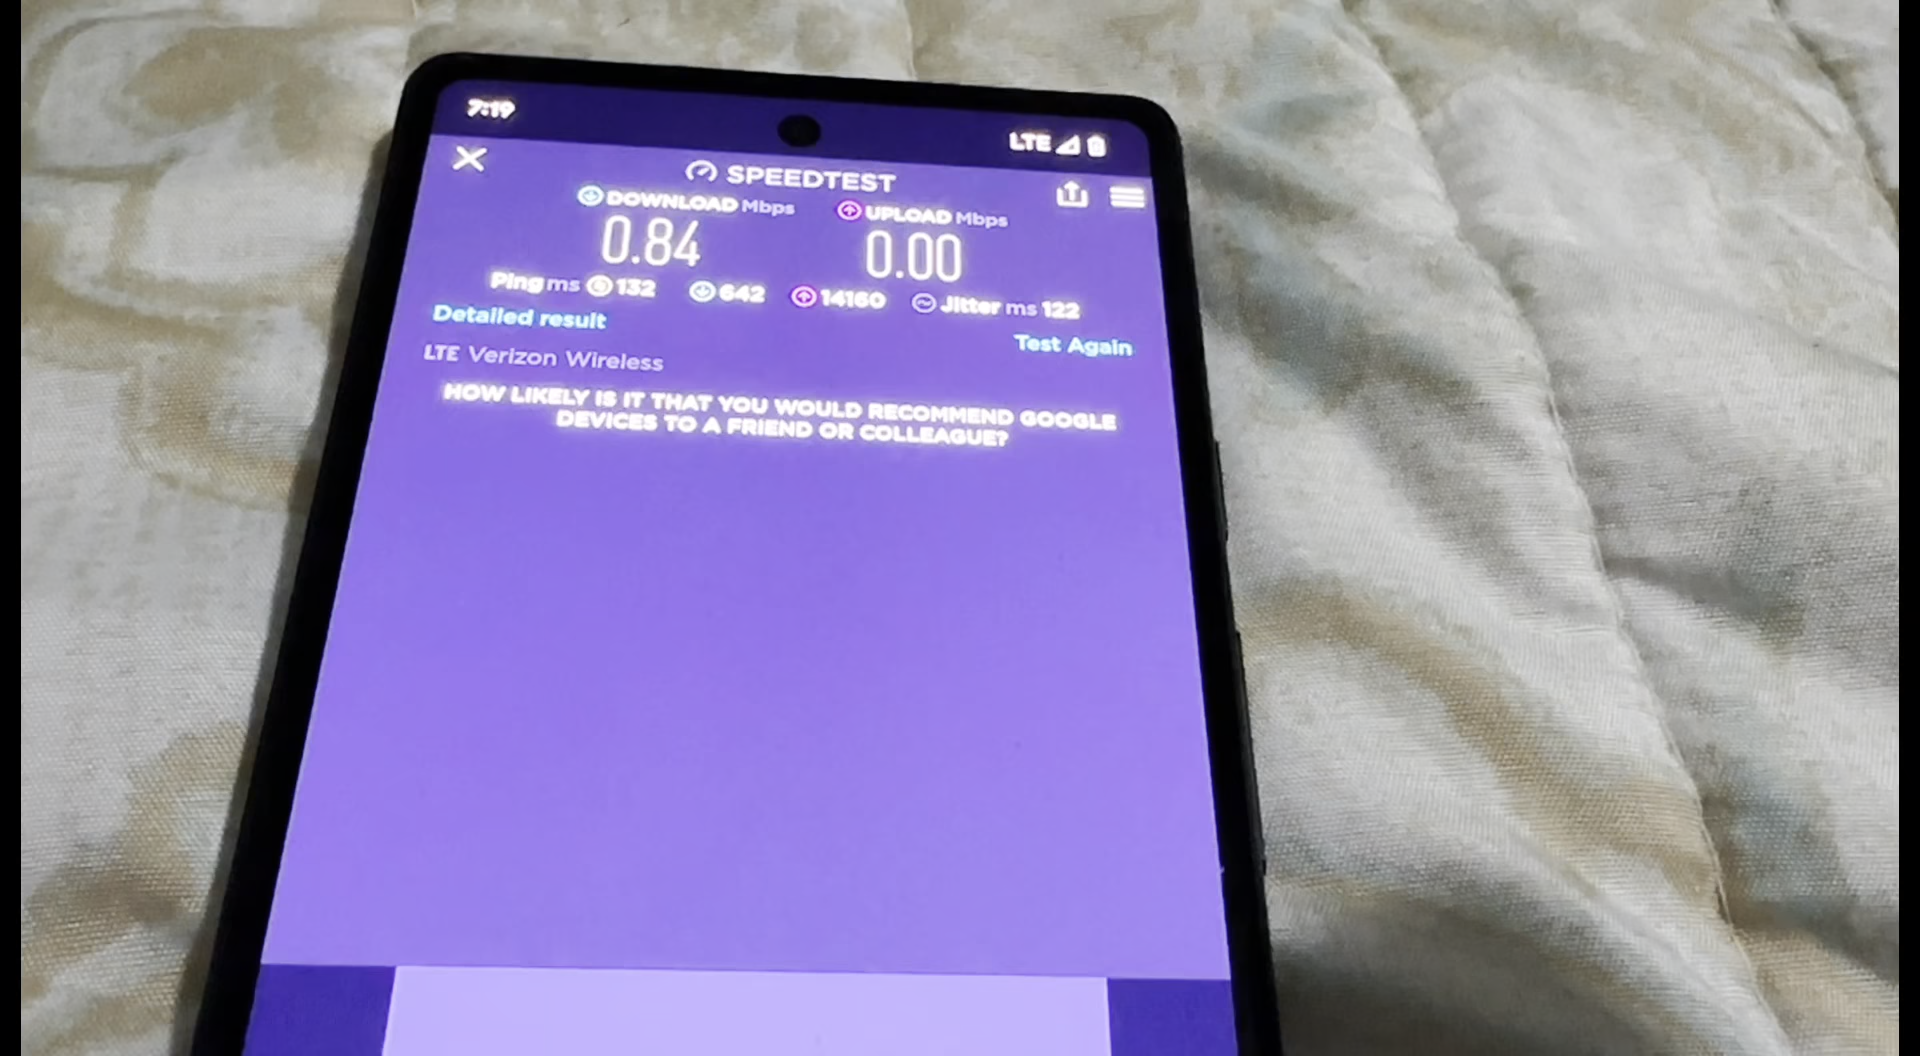 7:19
LTE
SPEEDTEST
DOWNLOAD Mbps UPLOAD Mbps
0.84 0.00
Ping ms 132 642 14160 Jitter ms 122
Detailed result
Test Again
LTE Verizon Wireless
HOW LIKELY IS IT THAT YOU WOULD RECOMMEND GOOGLE
DEVICES TO A FRIEND OR COLLEAGUE?